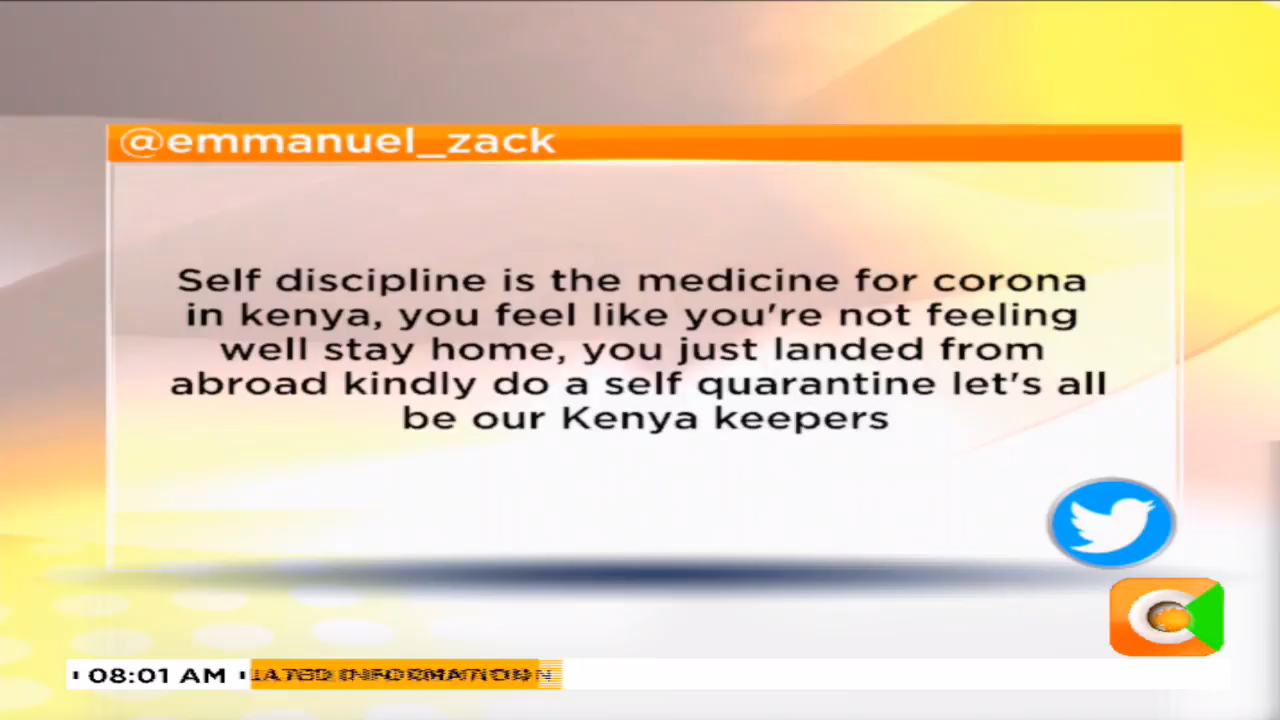 @emmanuel_zack
Self discipline is the medicine for corona
in kenya, you feel like you're not feeling
well stay home, you just landed from
abroad kindly do a self quarantine let's all
be our Kenya keepers
08:01 AM